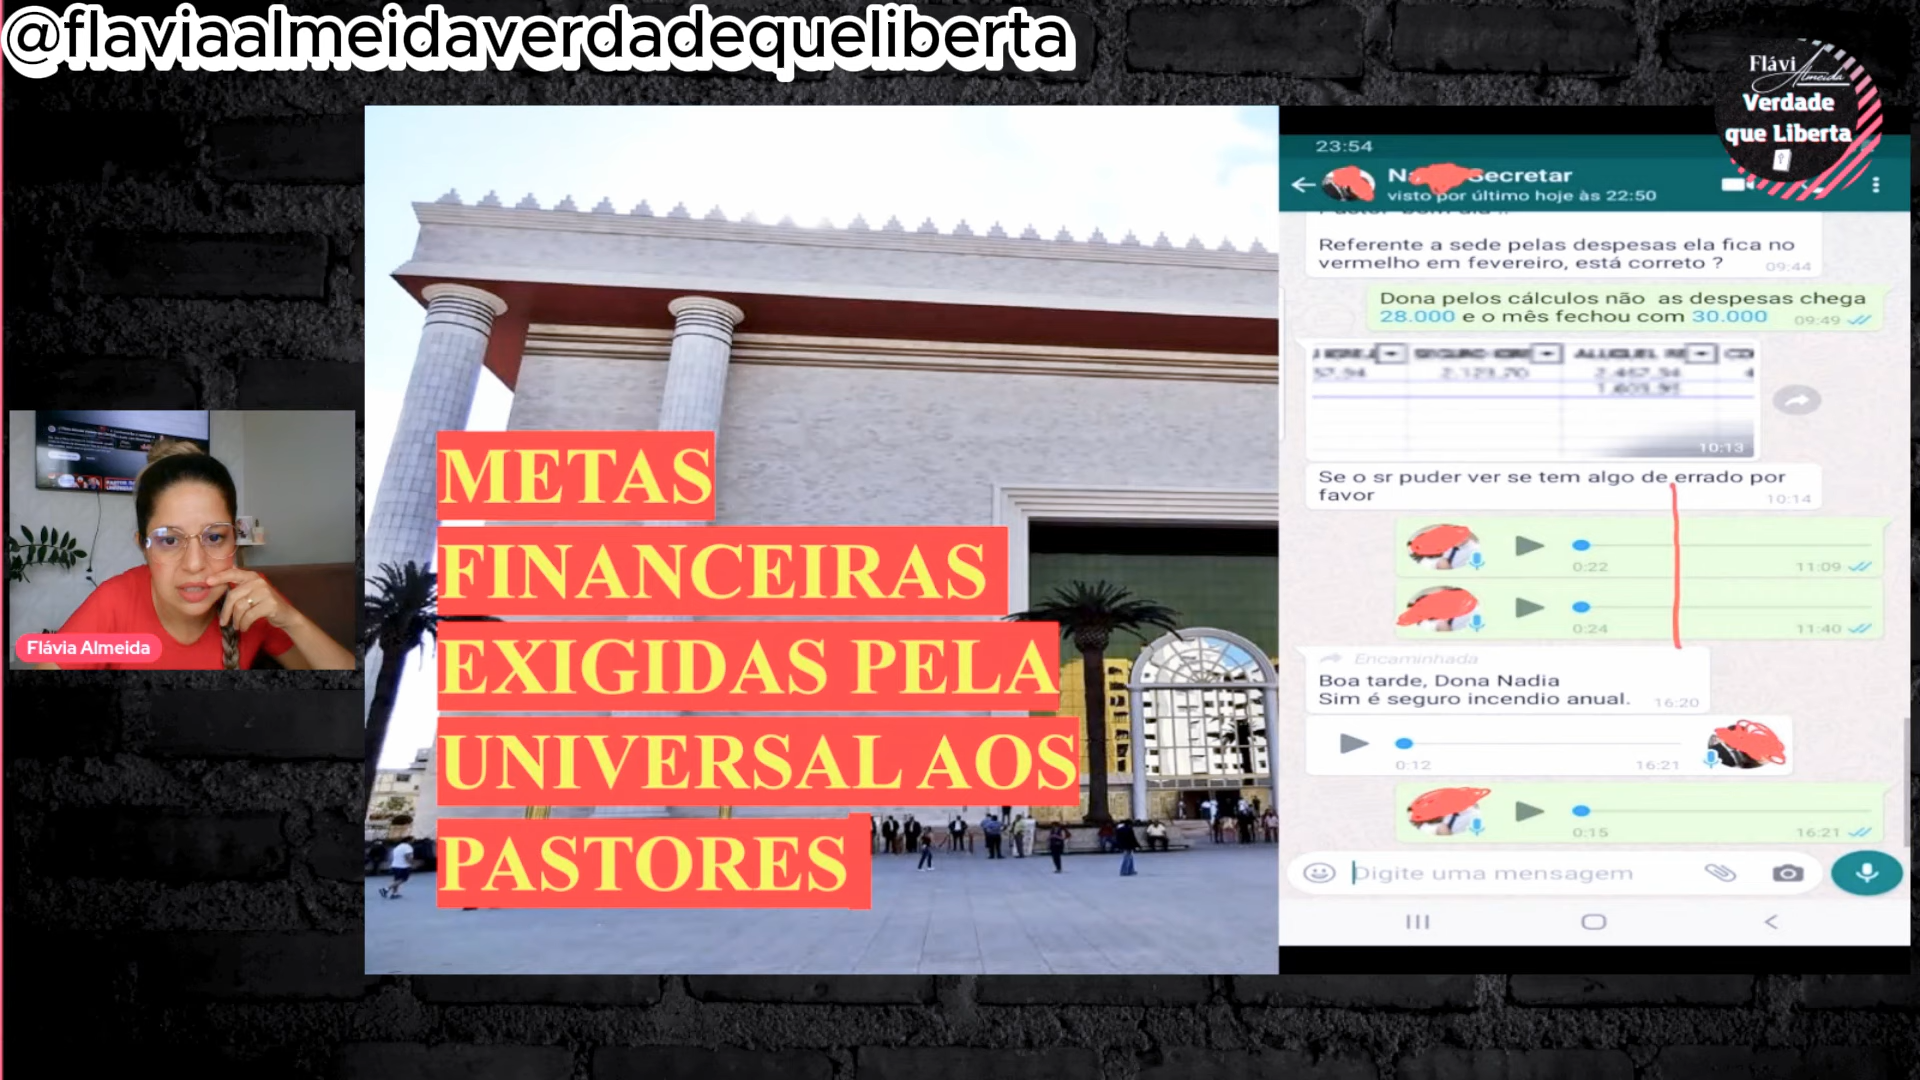 @flaviaalmeidaverdadequeliberta
Flávi
Almeida
Verdade
que Liberta
Flávia Almeida
METAS
FINANCEIRAS
EXIGIDAS PELA
UNIVERSAL AOS
PASTORES
23:54
Secretar
visto por último hoje às 22:50
Referente a sede pelas despesas ela fica no
vermelho em fevereiro, está correto ?
09:44
Dona pelos cálculos não as despesas chega
28.000 e o mês fechou com 30.000
09:49
10:13
Se o sr puder ver se tem algo de errado por
favor
10:14
0:22 11:09
0:24 11:40
Encaminhada
Boa tarde, Dona Nadia
Sim é seguro incendio anual.
16:20
0:12 16:21
0:15 16:21
Digite uma mensagem